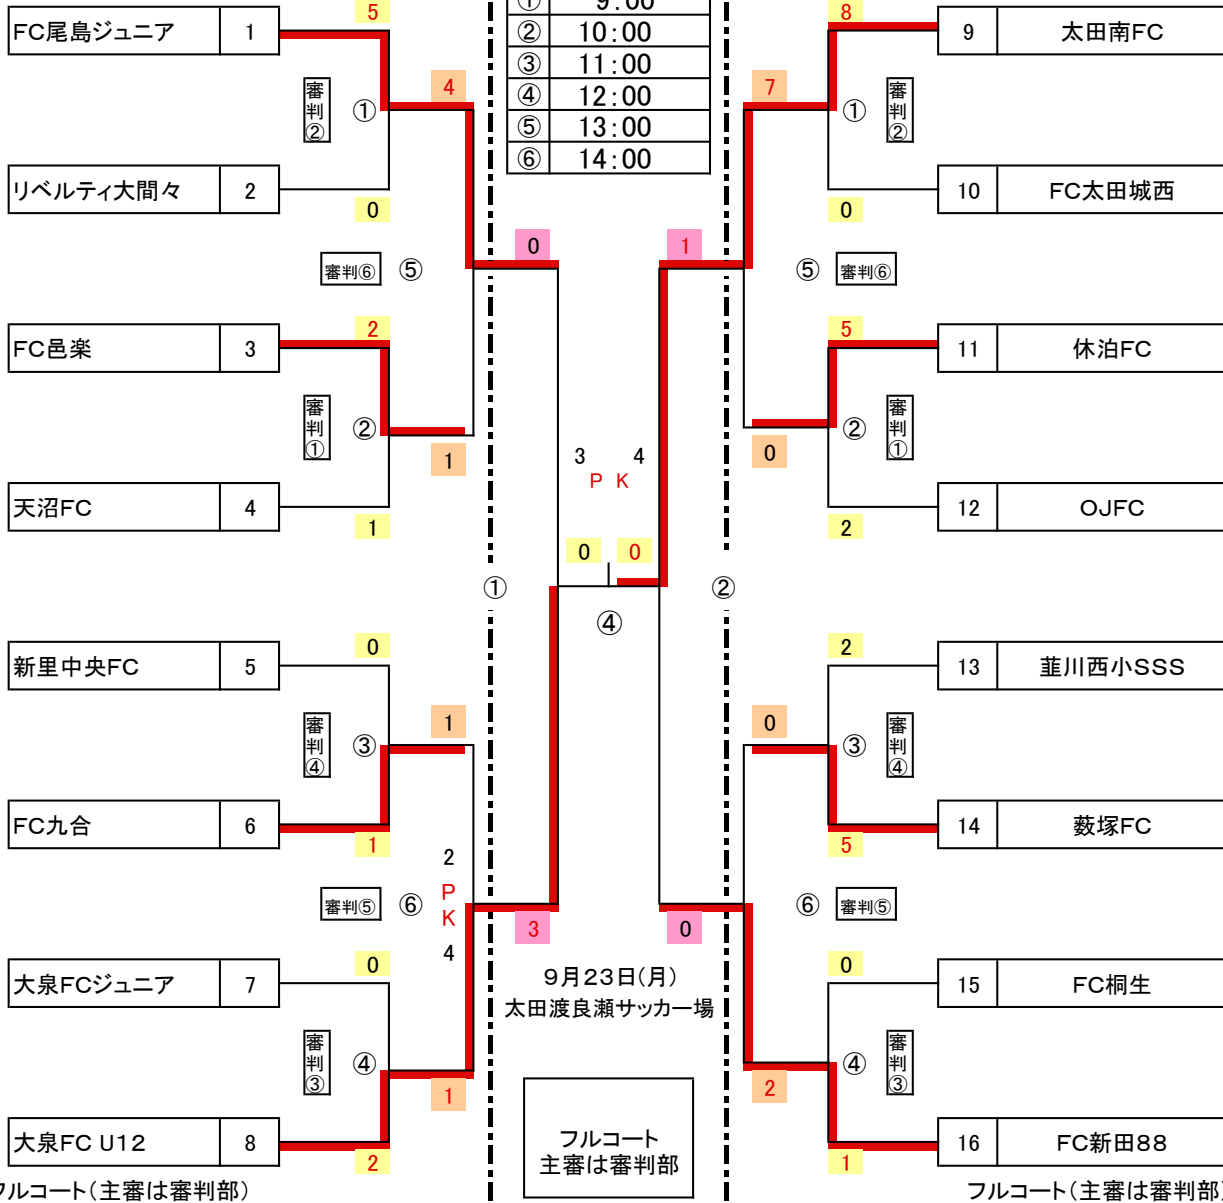 ① 9:00
② 10:00
③ 11:00
④ 12:00
⑤ 13:00
⑥ 14:00
FC尾島ジュニア 1
5
審判② ①
4
リベルティ大間々 2
0
審判⑥ ⑤
0
FC邑楽 3
2
審判① ②
1
天沼FC 4
1
新里中央FC 5
0
審判④ ③
1
FC九合 6
1
審判⑤ ⑥
2
PK
4
3
大泉FCジュニア 7
0
審判③ ④
1
大泉FC U12 8
2
フルコート(主審は審判部)
①
3 4
PK
0 0
④
②
9月23日(月)
太田渡良瀬サッカー場
フルコート
主審は審判部
8
9 太田南FC
7
① 審判②
10 FC太田城西
0
1
⑤ 審判⑥
5
11 休泊FC
② 審判①
0
12 OJFC
2
2
13 韮川西小SSS
0
③ 審判④
14 薮塚FC
5
⑥ 審判⑤
0
0
15 FC桐生
④ 審判③
2
16 FC新田88
1
フルコート(主審は審判部)